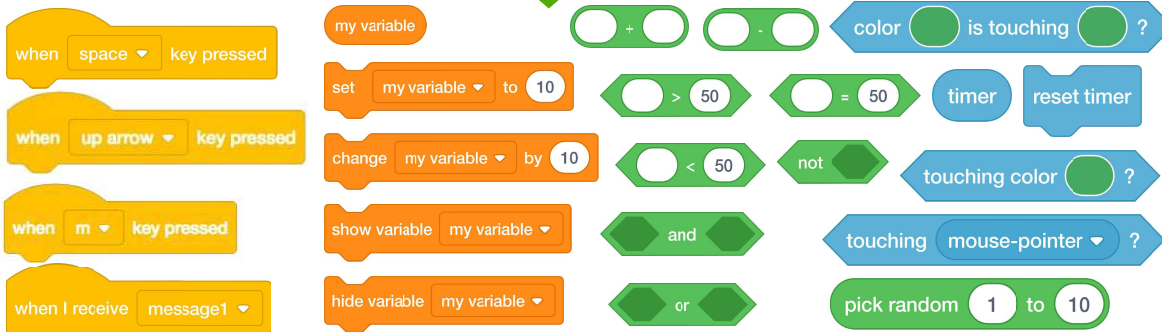 when space key pressed
when up arrow key pressed
when m key pressed
when I receive message1
my variable
set my variable to 10
change my variable by 10
show variable my variable
hide variable my variable
+
-
> 50
= 50
< 50
not
and
or
color is touching ?
timer
reset timer
touching color ?
touching mouse-pointer ?
pick random 1 to 10